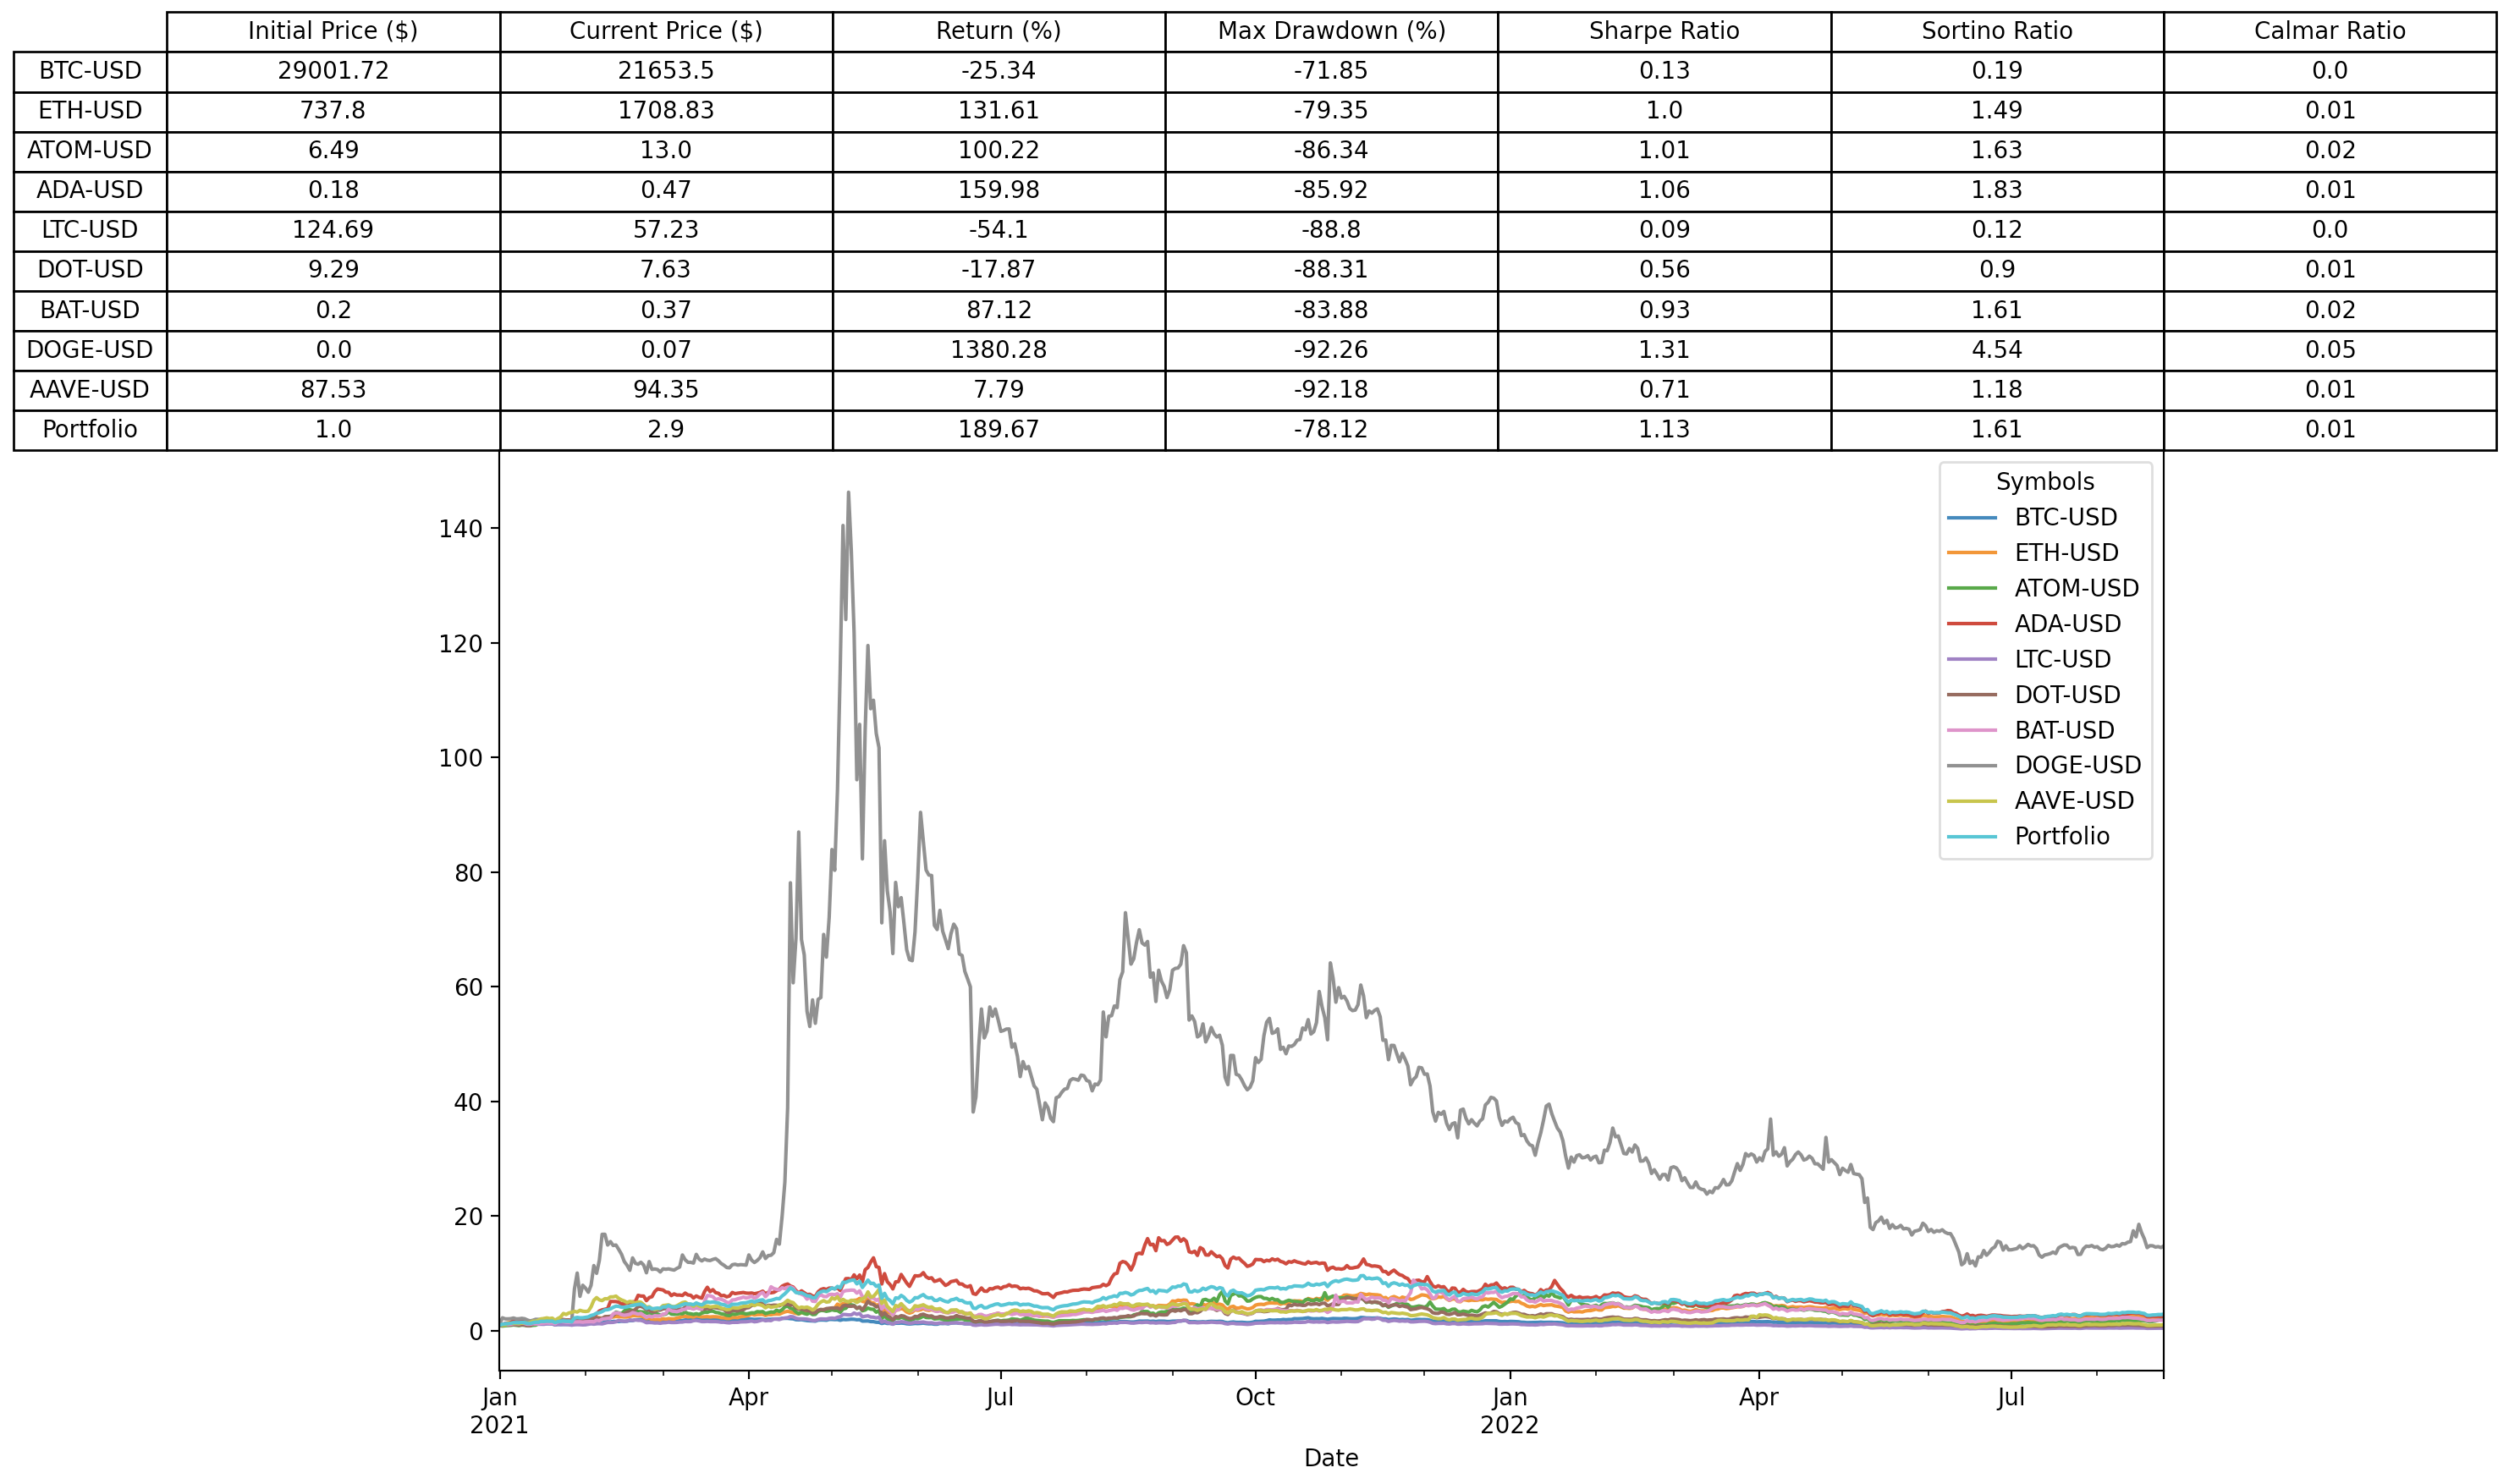 Initial Price ($) Current Price ($) Return (%) Max Drawdown (%) Sharpe Ratio Sortino Ratio Calmar Ratio
BTC-USD 29001.72 21653.5 -25.34 -71.85 0.13 0.19 0.0
ETH-USD 737.8 1708.83 131.61 -79.35 1.0 1.49 0.01
ATOM-USD 6.49 13.0 100.22 -86.34 1.01 1.63 0.02
ADA-USD 0.18 0.47 159.98 -85.92 1.06 1.83 0.01
LTC-USD 124.69 57.23 -54.1 -88.8 0.09 0.12 0.0
DOT-USD 9.29 7.63 -17.87 -88.31 0.56 0.9 0.01
BAT-USD 0.2 0.37 87.12 -83.88 0.93 1.61 0.02
DOGE-USD 0.0 0.07 1380.28 -92.26 1.31 4.54 0.05
AAVE-USD 87.53 94.35 7.79 -92.18 0.71 1.18 0.01
Portfolio 1.0 2.9 189.67 -78.12 1.13 1.61 0.01
Symbols
BTC-USD
ETH-USD
ATOM-USD
ADA-USD
LTC-USD
DOT-USD
BAT-USD
DOGE-USD
AAVE-USD
Portfolio
140
120
100
80
60
40
20
0
Jan Apr Jul Oct Jan Apr Jul
2021 2022
Date